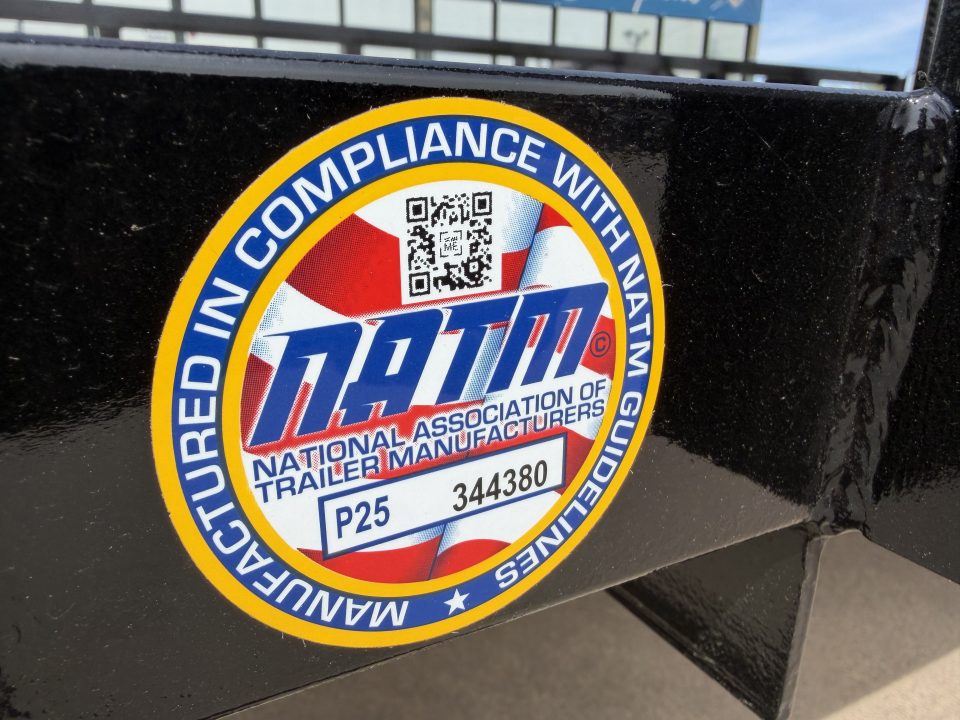 MANUFACTURED IN COMPLIANCE WITH NATM GUIDELINES
NATM ©
NATIONAL ASSOCIATION OF
TRAILER MANUFACTURERS
P25 344380